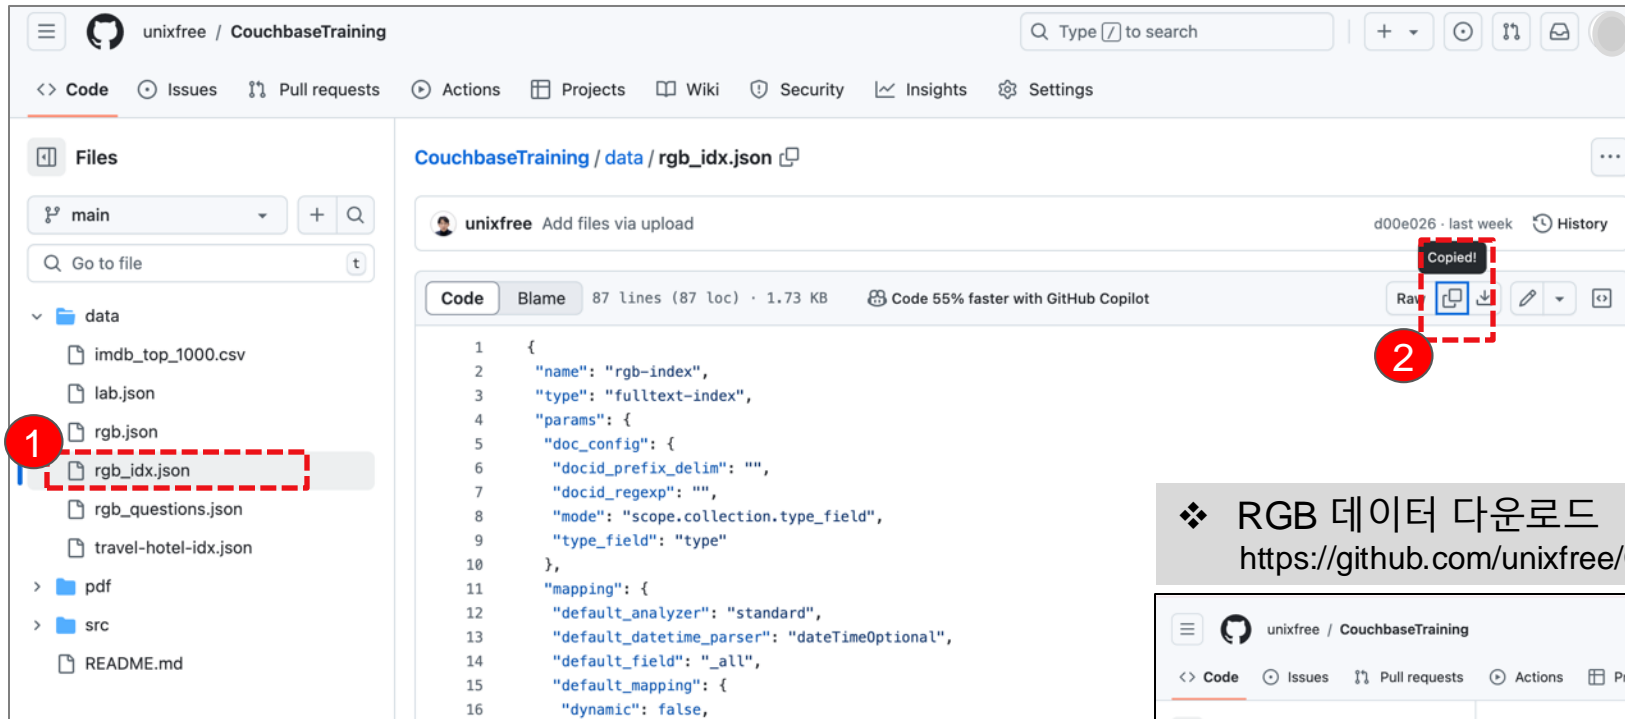 unixfree / CouchbaseTraining
Type / to search
Code Issues Pull requests Actions Projects Wiki Security Insights Settings
Files
main
Go to file t
data
imdb_top_1000.csv
lab.json
rgb.json
1
rgb_idx.json
rgb_questions.json
travel-hotel-idx.json
pdf
src
README.md
CouchbaseTraining / data / rgb_idx.json
unixfree Add files via upload
d00e026 · last week History
Copied!
Code Blame 87 lines (87 loc) · 1.73 KB Code 55% faster with GitHub Copilot
Raw
2
1 {
2 "name": "rgb-index",
3 "type": "fulltext-index",
4 "params": {
5 "doc_config": {
6 "docid_prefix_delim": "",
7 "docid_regexp": "",
8 "mode": "scope.collection.type_field",
9 "type_field": "type"
10 },
11 "mapping": {
12 "default_analyzer": "standard",
13 "default_datetime_parser": "dateTimeOptional",
14 "default_field": "_all",
15 "default_mapping": {
16 "dynamic": false,
❖ RGB 데이터 다운로드
https://github.com/unixfree/
unixfree / CouchbaseTraining
Code Issues Pull requests Actions